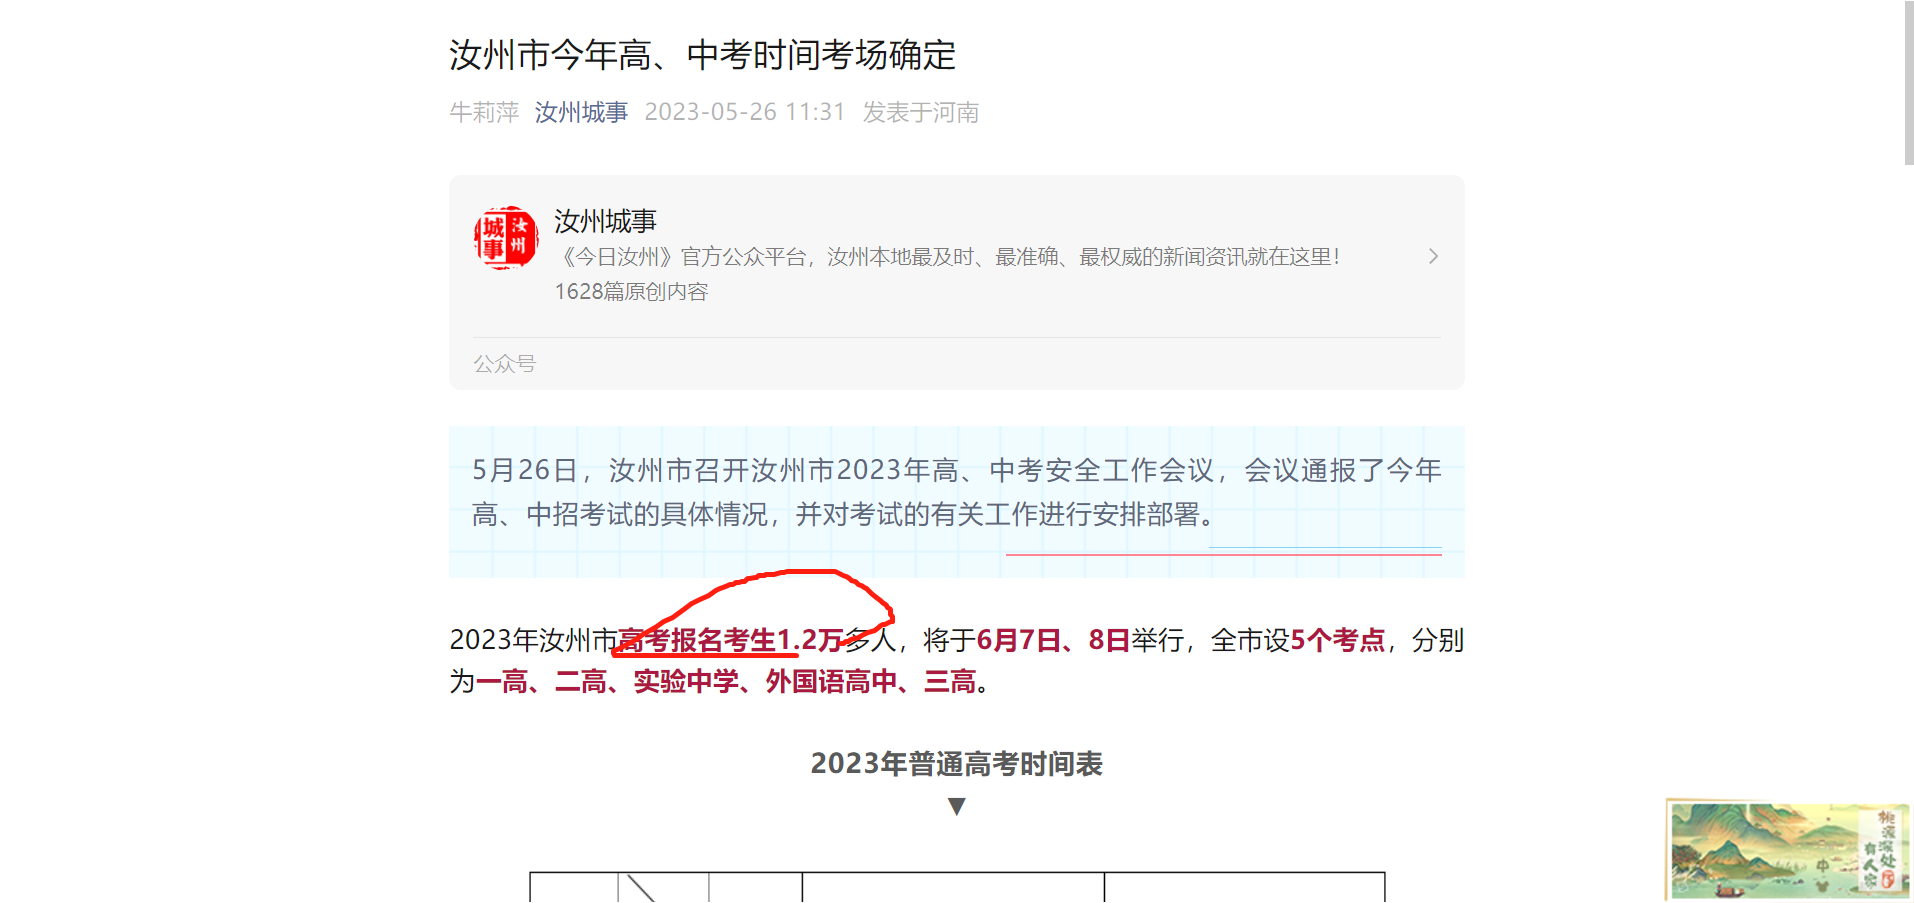 汝州市今年高、中考时间考场确定
牛莉萍 汝州城事 2023-05-26 11:31 发表于河南
城事 汝州
汝州城事
《今日汝州》官方公众平台，汝州本地最及时、最准确、最权威的新闻资讯就在这里！
1628篇原创内容
公众号
5月26日，汝州市召开汝州市2023年高、中考安全工作会议，会议通报了今年
高、中招考试的具体情况，并对考试的有关工作进行安排部署。
2023年汝州市高考报名考生1.2万多人，将于6月7日、8日举行，全市设5个考点，分别
为一高、二高、实验中学、外国语高中、三高。
2023年普通高考时间表
▼
桃源深处
有人家
中